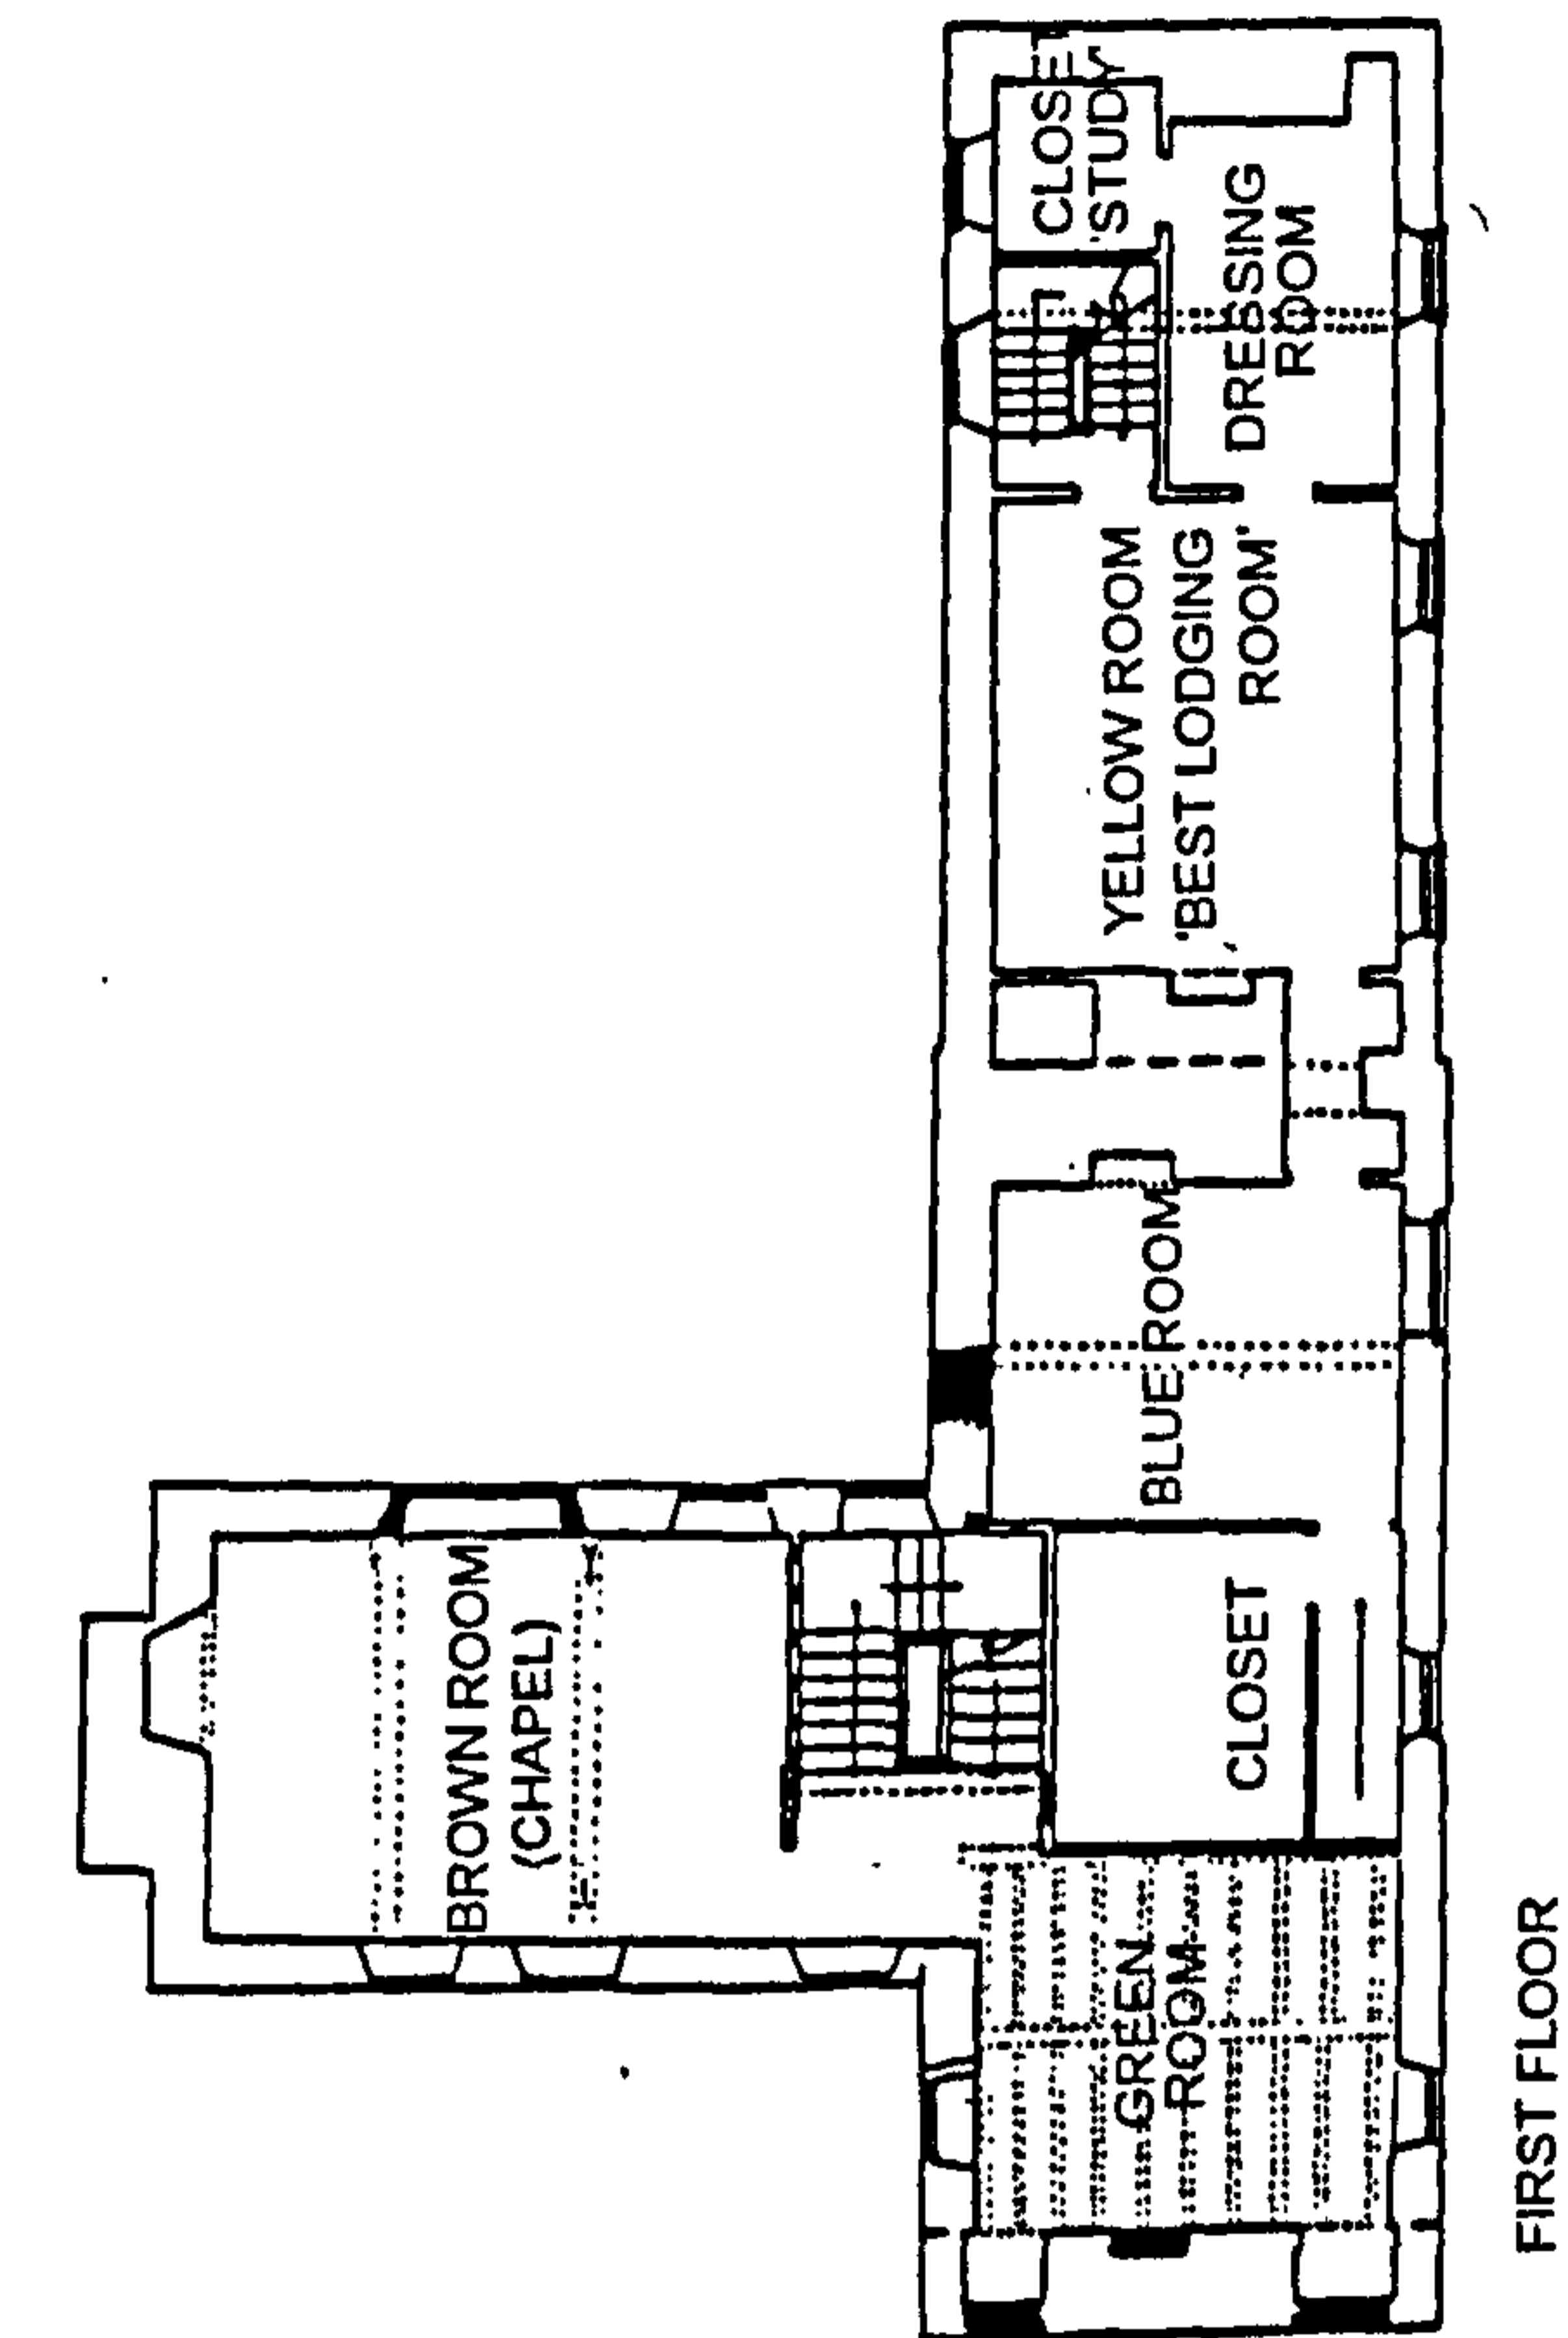 BROWN ROOM
(CHAPEL)
GREEN
ROOM
CLOSET
BLUE ROOM
YELLOW ROOM
'BEST LODGING
ROOM'
DRESSING
ROOM
CLOSET
'STUDY'
FIRST FLOOR